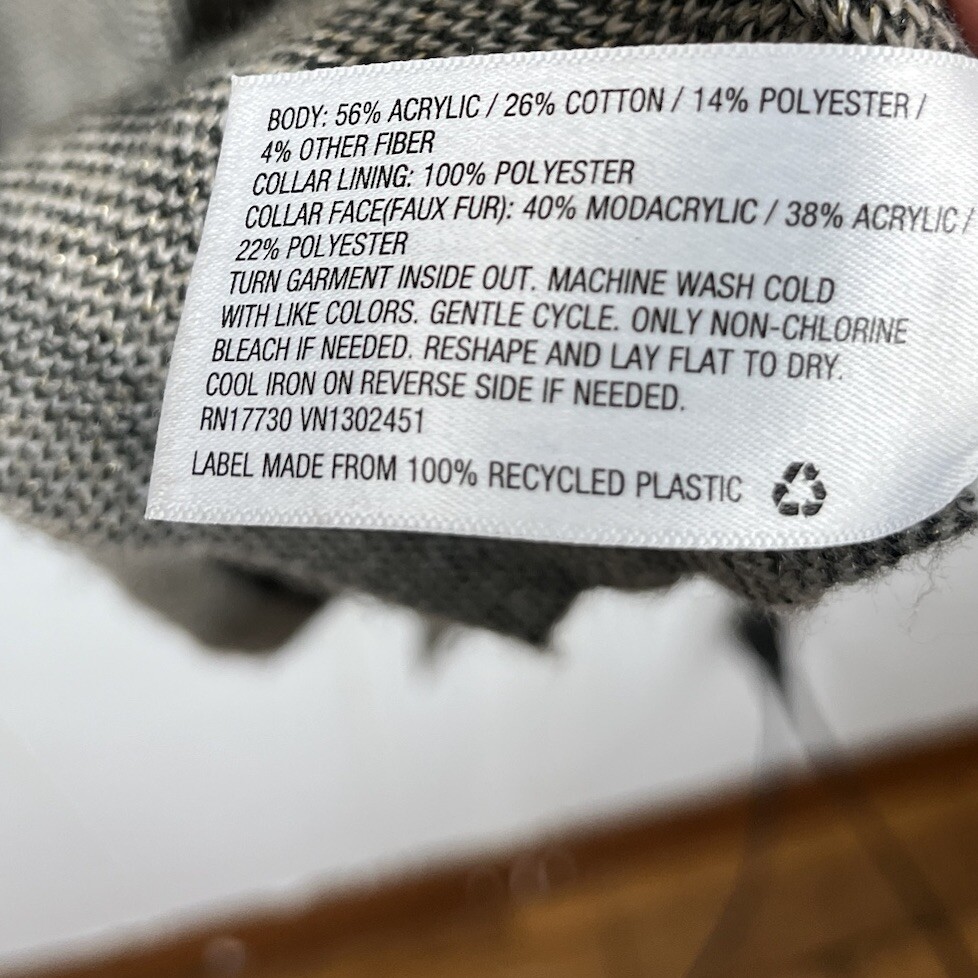 BODY: 56% ACRYLIC / 26% COTTON / 14% POLYESTER /
4% OTHER FIBER
COLLAR LINING: 100% POLYESTER
COLLAR FACE(FAUX FUR): 40% MODACRYLIC / 38% ACRYLIC /
22% POLYESTER
TURN GARMENT INSIDE OUT. MACHINE WASH COLD
WITH LIKE COLORS. GENTLE CYCLE. ONLY NON-CHLORINE
BLEACH IF NEEDED. RESHAPE AND LAY FLAT TO DRY.
COOL IRON ON REVERSE SIDE IF NEEDED.
RN17730 VN1302451
LABEL MADE FROM 100% RECYCLED PLASTIC